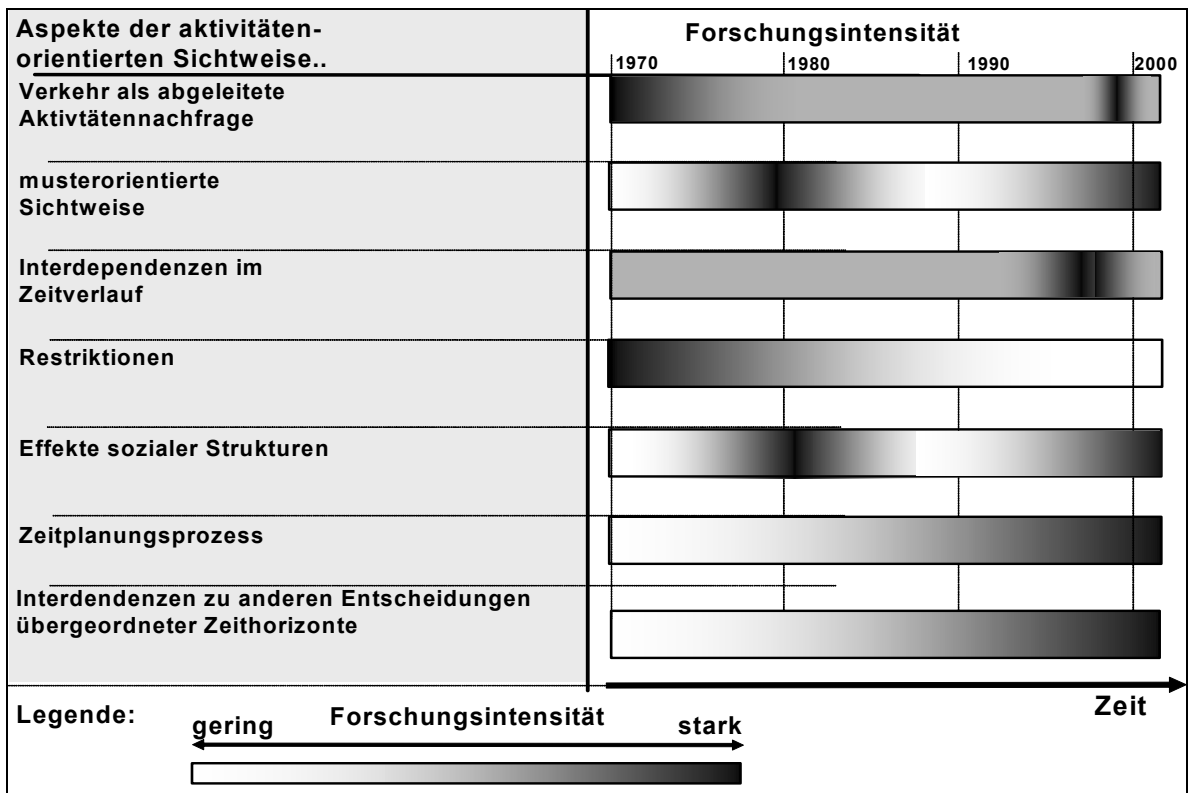 Aspekte der aktivitäten-
orientierten Sichtweise..
Forschungsintensität
1970 1980 1990 2000
Verkehr als abgeleitete
Aktivtätennachfrage
musterorientierte
Sichtweise
Interdependenzen im
Zeitverlauf
Restriktionen
Effekte sozialer Strukturen
Zeitplanungsprozess
Interdendenzen zu anderen Entscheidungen
übergeordneter Zeithorizonte
Zeit
Legende:
gering Forschungsintensität stark